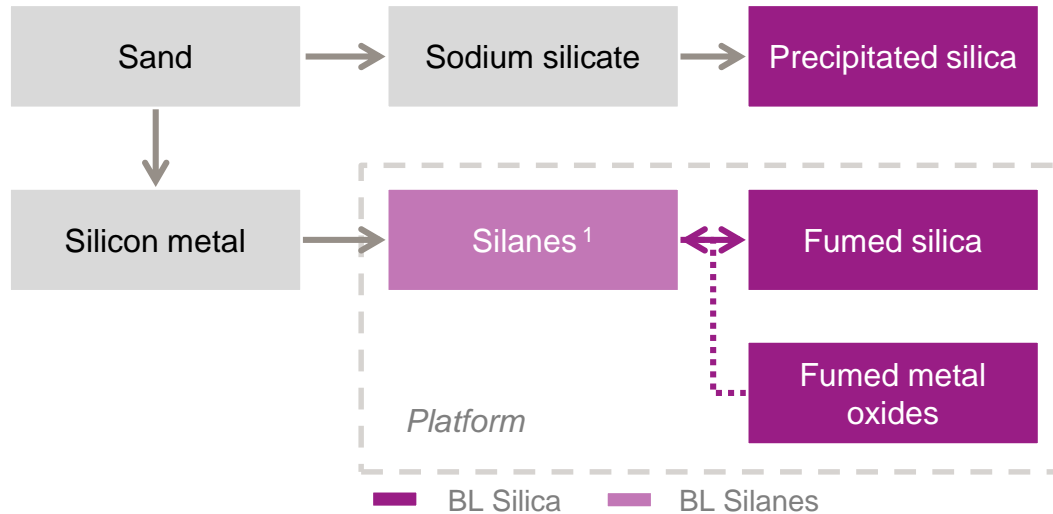 Sand
Sodium silicate
Precipitated silica
Silicon metal
Silanes 1
Fumed silica
Fumed metal
oxides
Platform
BL Silica
BL Silanes